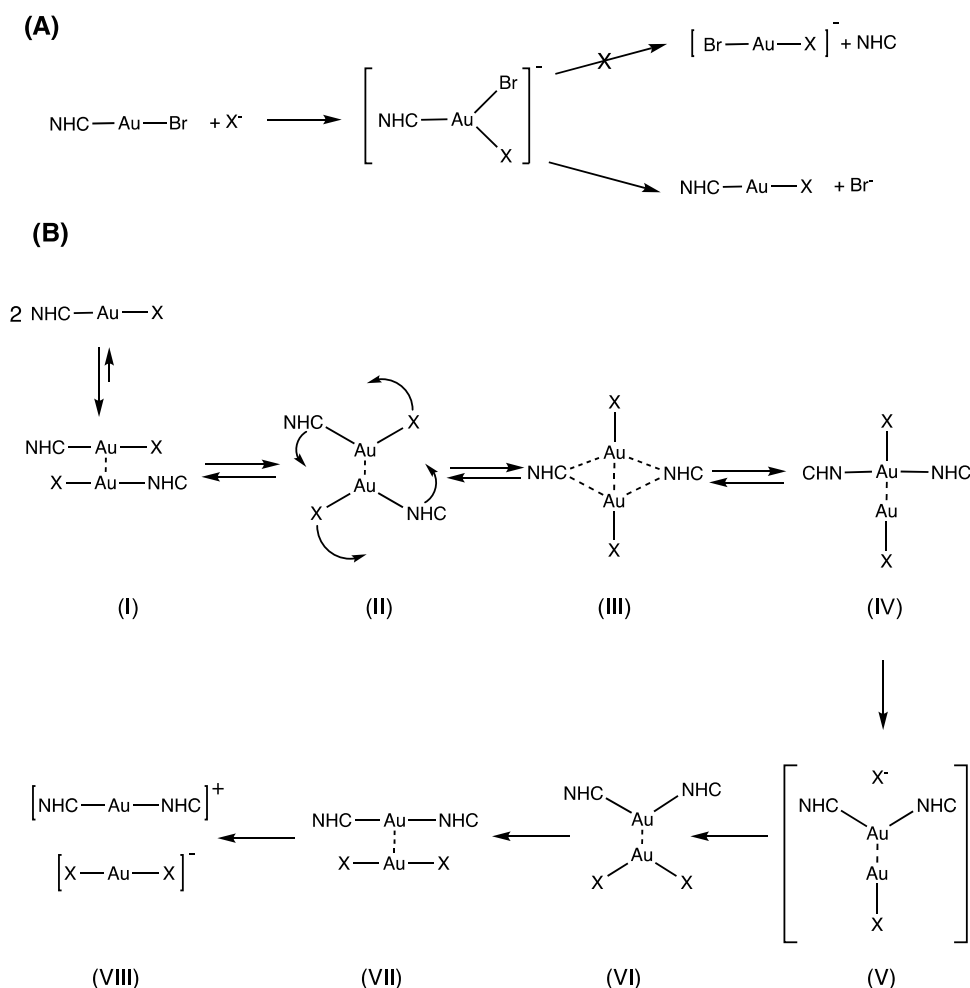 (A)
[ Br—Au—X ]⁻ + NHC
X
NHC—Au—Br + X⁻
[ NHC—Au Br X ]⁻
NHC—Au—X + Br⁻
(B)
2 NHC—Au—X
NHC—Au—X
X—Au—NHC
NHC X
Au
Au
X NHC
X
Au
NHC NHC
Au
X
X
CHN—Au—NHC
Au
X
(I) (II) (III) (IV)
[NHC—Au—NHC]⁺
[X—Au—X]⁻
NHC—Au—NHC
X—Au—X
NHC NHC
Au
Au
X X
X⁻
NHC NHC
Au
Au
X
(VIII) (VII) (VI) (V)